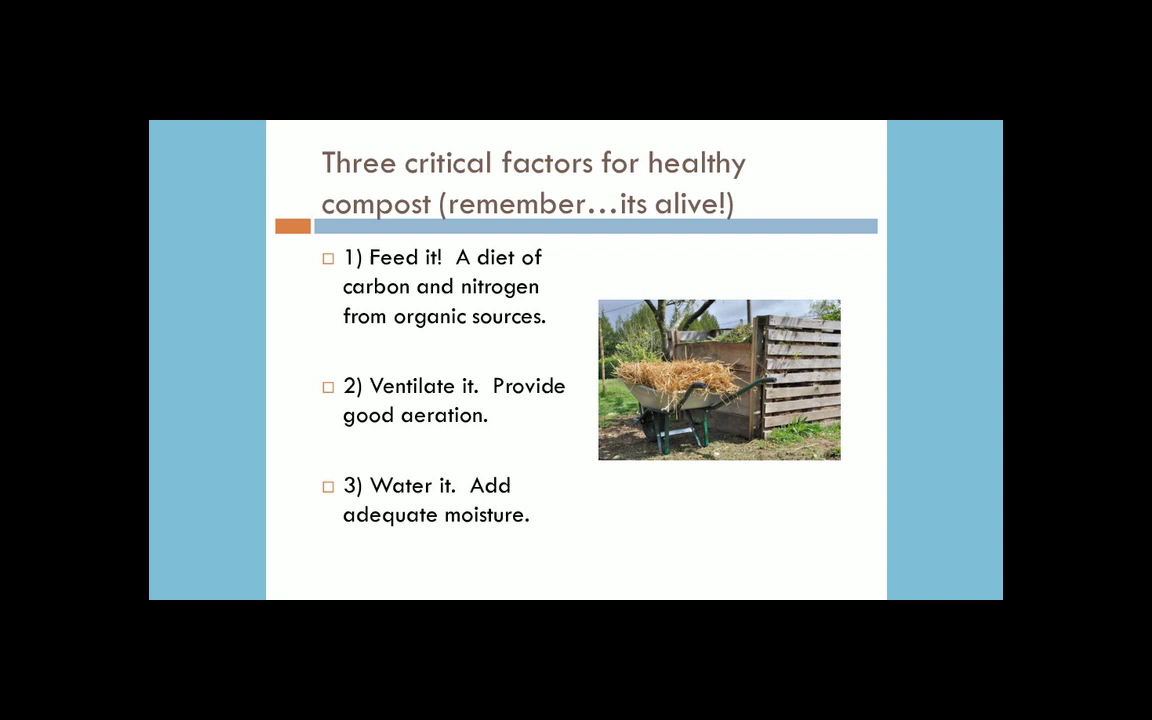 Three critical factors for healthy
compost (remember...its alive!)
1) Feed it!  A diet of
carbon and nitrogen
from organic sources.
2) Ventilate it.  Provide
good aeration.
3) Water it.  Add
adequate moisture.